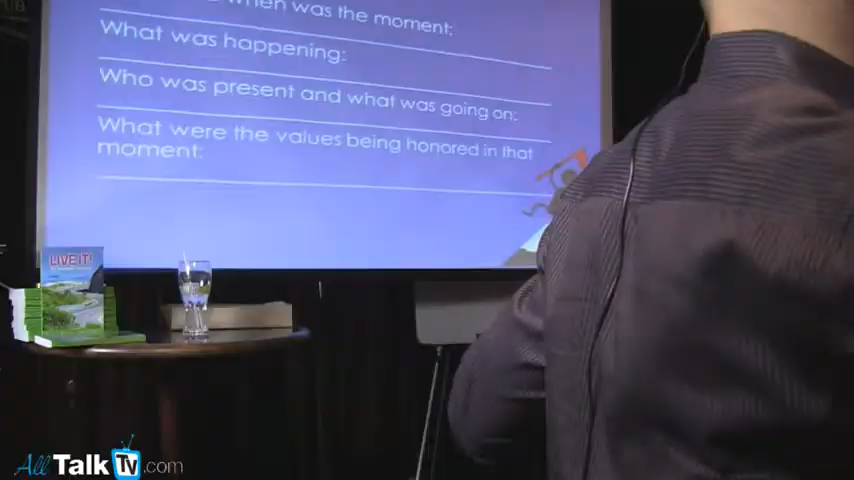 when was the moment:
What was happening:
Who was present and what was going on:
What were the values being honored in that
moment:
LIVE IT!
AllTalkTV.com